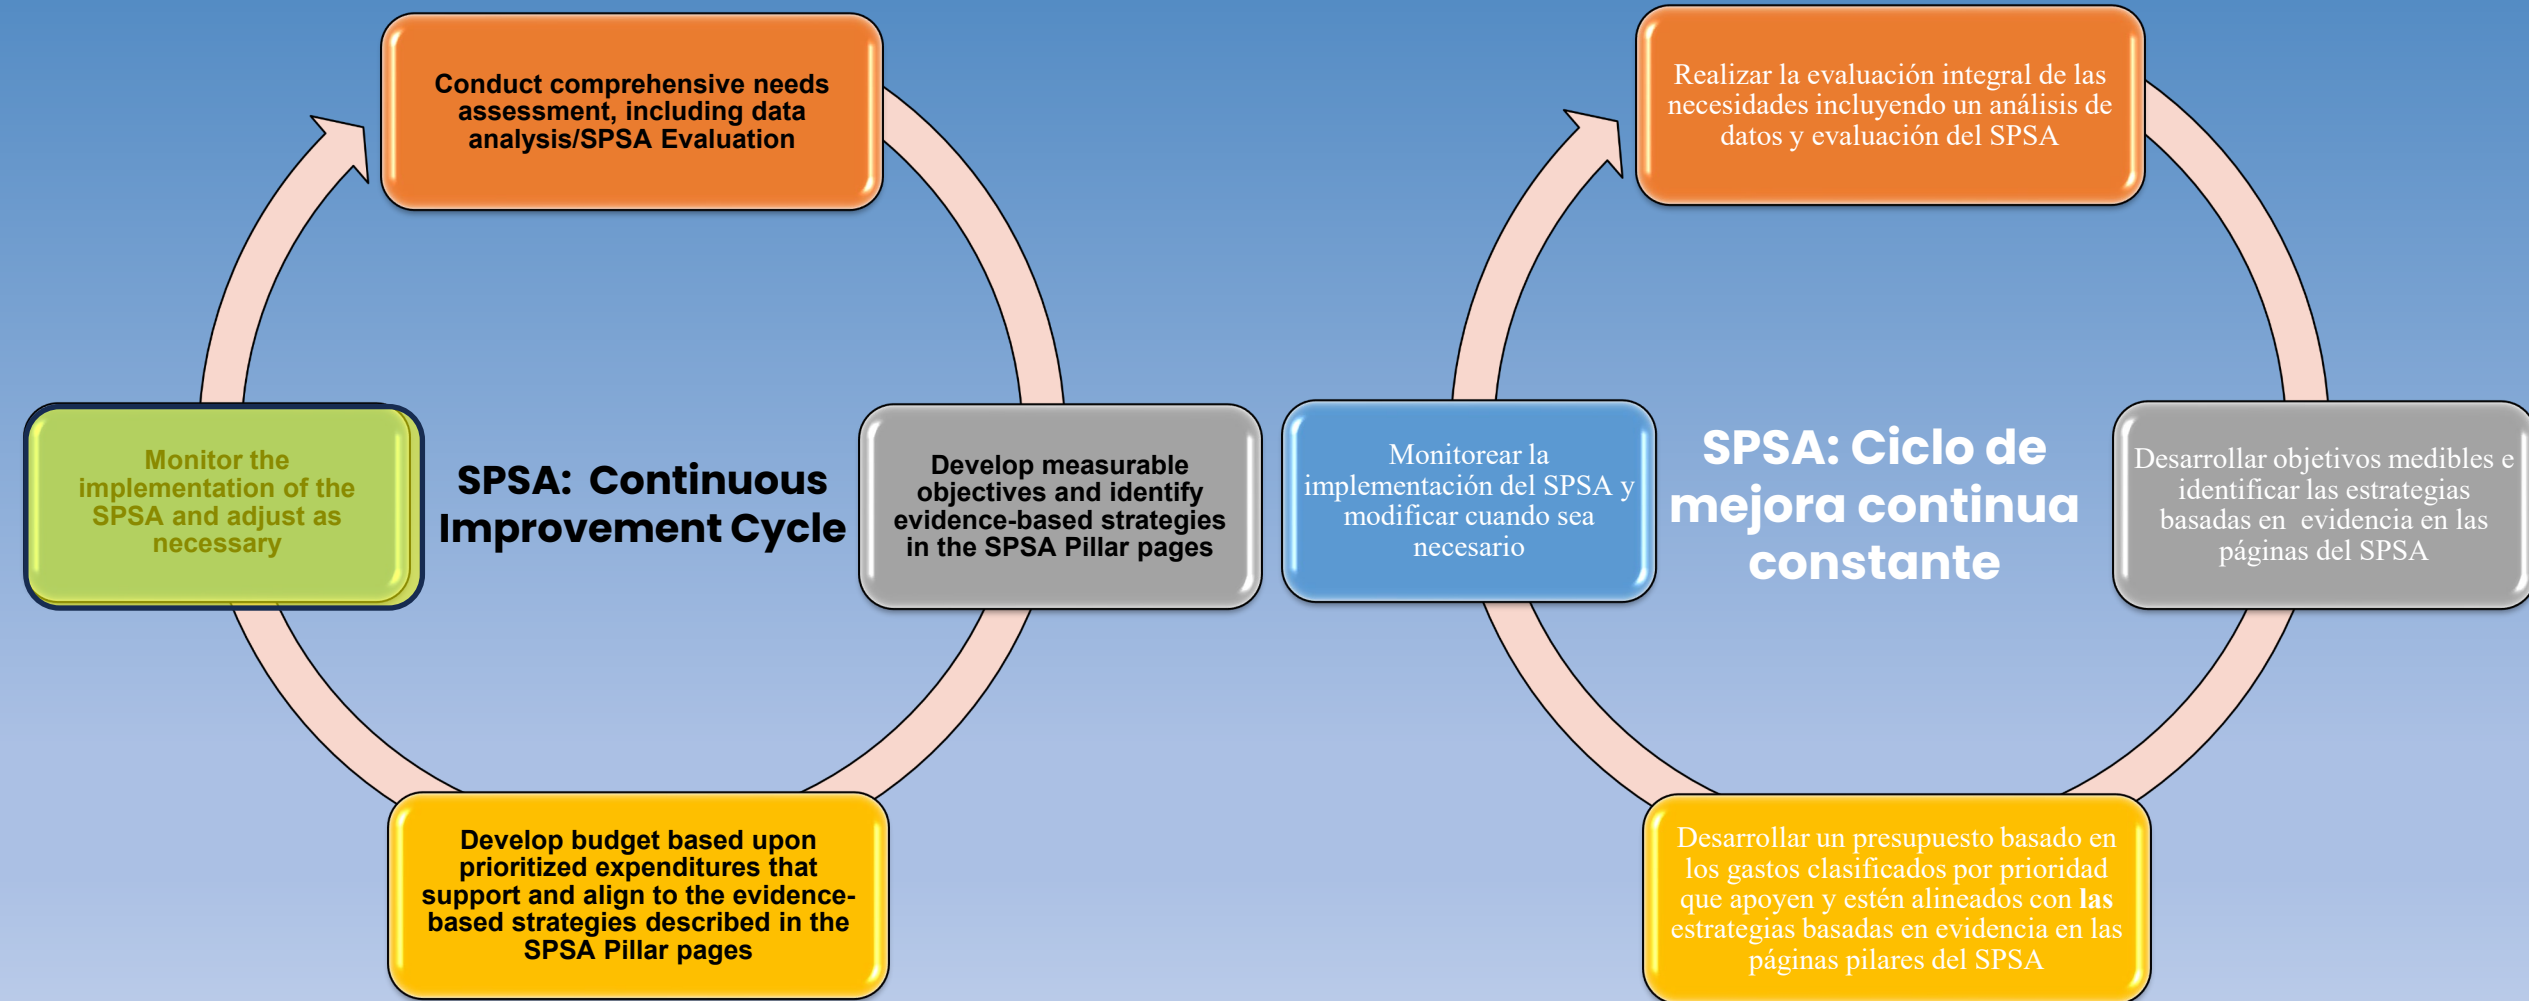 Conduct comprehensive needs
assessment, including data
analysis/SPSA Evaluation
Monitor the
implementation of the
SPSA and adjust as
necessary
SPSA:  Continuous
Improvement Cycle
Develop measurable
objectives and identify
evidence-based strategies
in the SPSA Pillar pages
Develop budget based upon
prioritized expenditures that
support and align to the evidence-
based strategies described in the
SPSA Pillar pages
Realizar la evaluación integral de las
necesidades incluyendo un análisis de
datos y evaluación del SPSA
Monitorear la
implementación del SPSA y
modificar cuando sea
necesario
SPSA: Ciclo de
mejora continua
constante
Desarrollar objetivos medibles e
identificar las estrategias
basadas en  evidencia en las
páginas del SPSA
Desarrollar un presupuesto basado en
los gastos clasificados por prioridad
que apoyen y estén alineados con las
estrategias basadas en evidencia en las
páginas pilares del SPSA